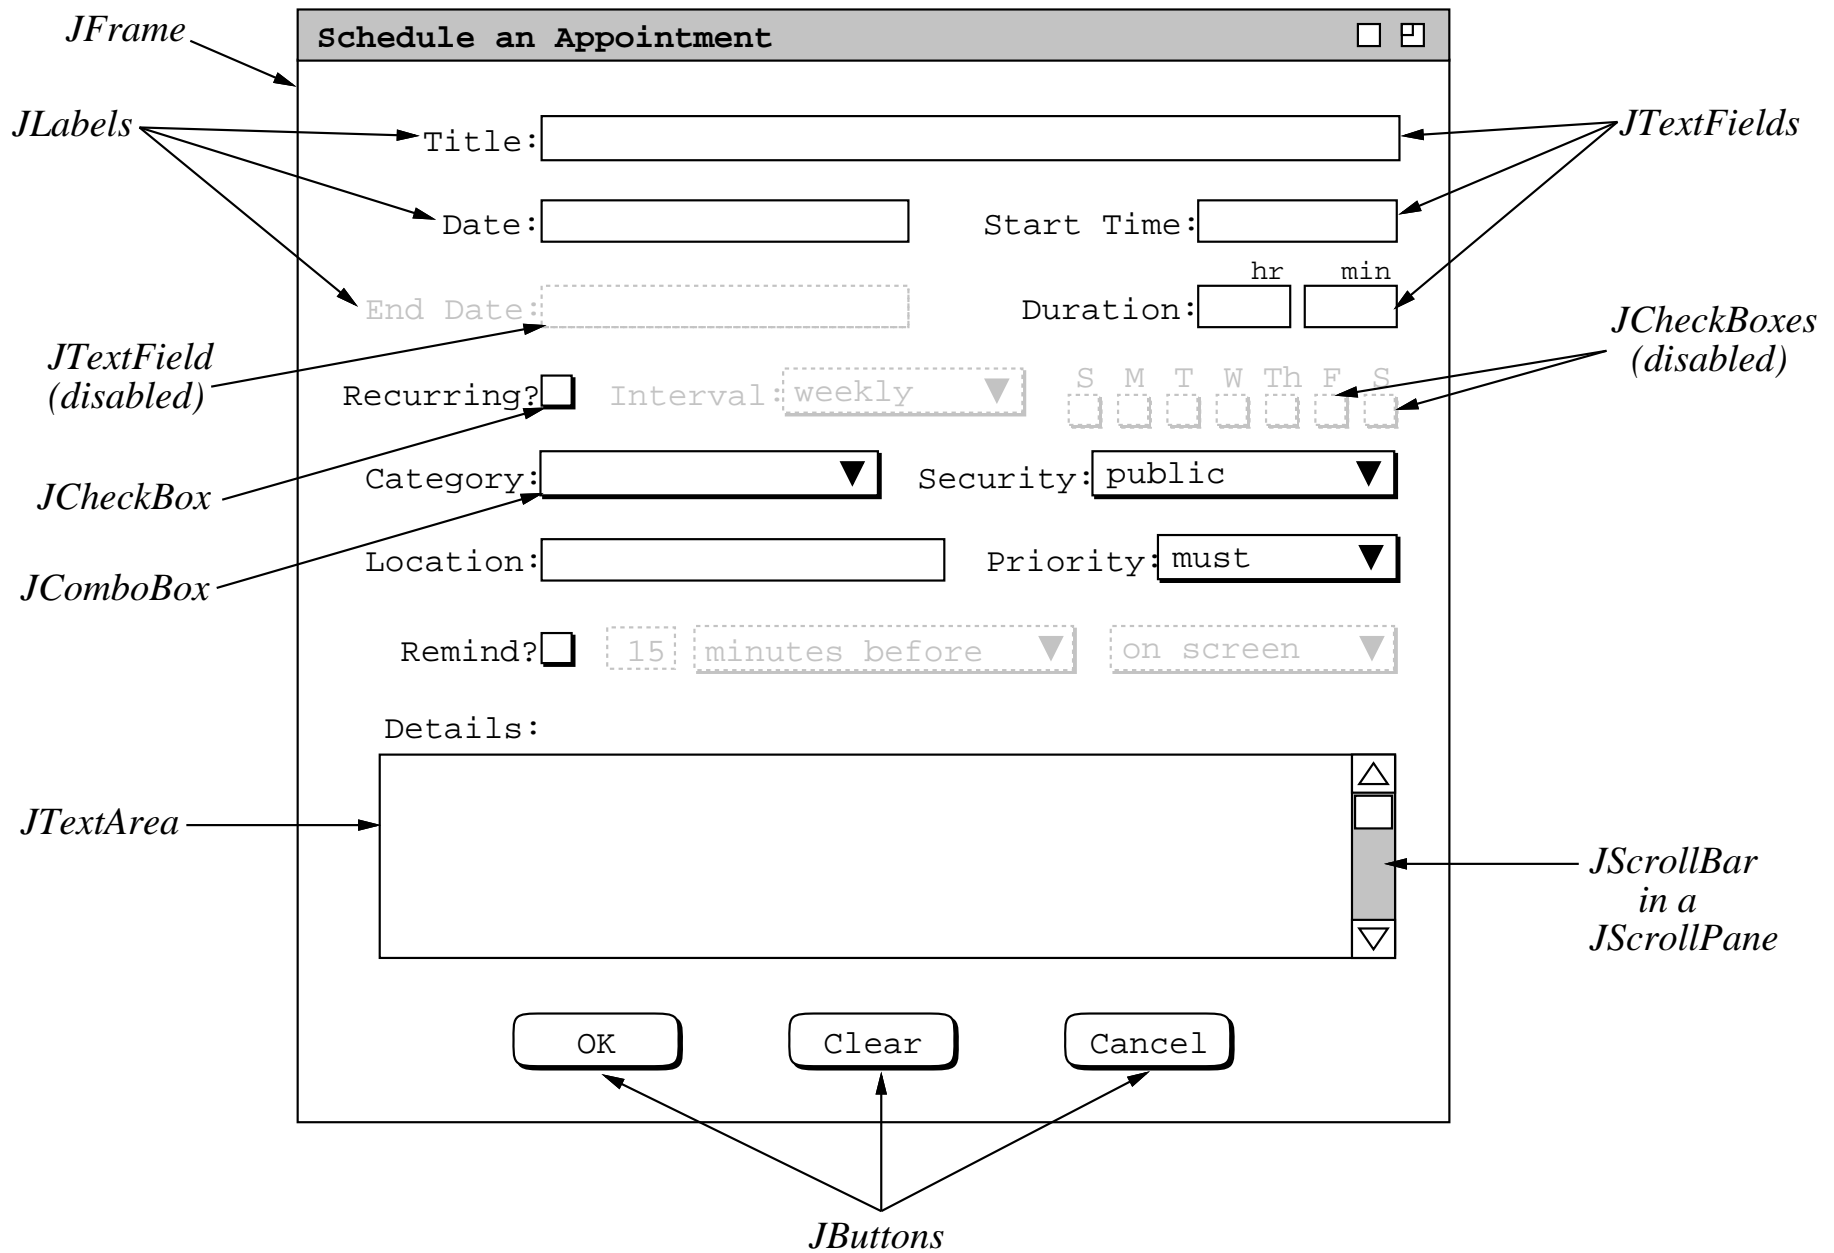 JFrame
Schedule an Appointment
JLabels
Title:
JTextFields
Date:
Start Time:
hr min
End Date:
Duration:
JCheckBoxes
(disabled)
JTextField
(disabled)
S M T W Th F S
Recurring?
Interval:
weekly
Category:
Security:
public
JCheckBox
Location:
Priority:
must
JComboBox
Remind?
15
minutes before
on screen
Details:
JTextArea
JScrollBar
in a
JScrollPane
OK
Clear
Cancel
JButtons